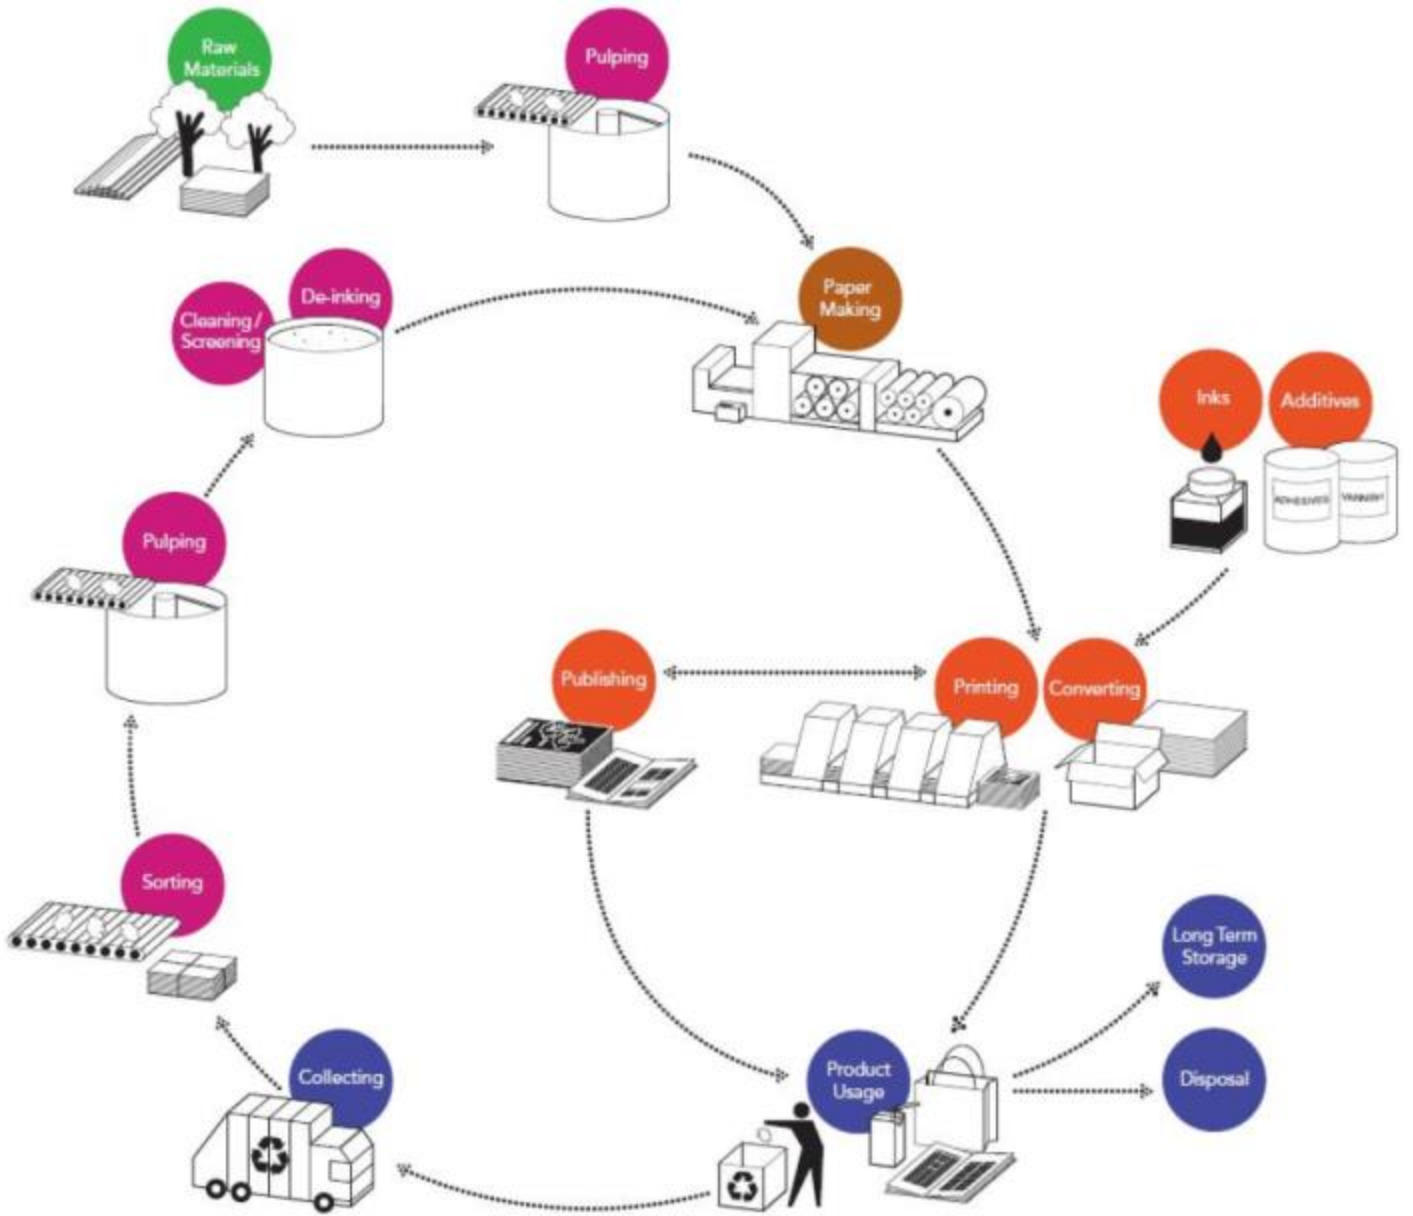 Raw
Materials
Pulping
De-inking
Cleaning /
Screening
Paper
Making
Inks
Additives
ADHESIVES
VARNISH
Pulping
Publishing
Printing
Converting
Sorting
Long Term
Storage
Collecting
Product
Usage
Disposal